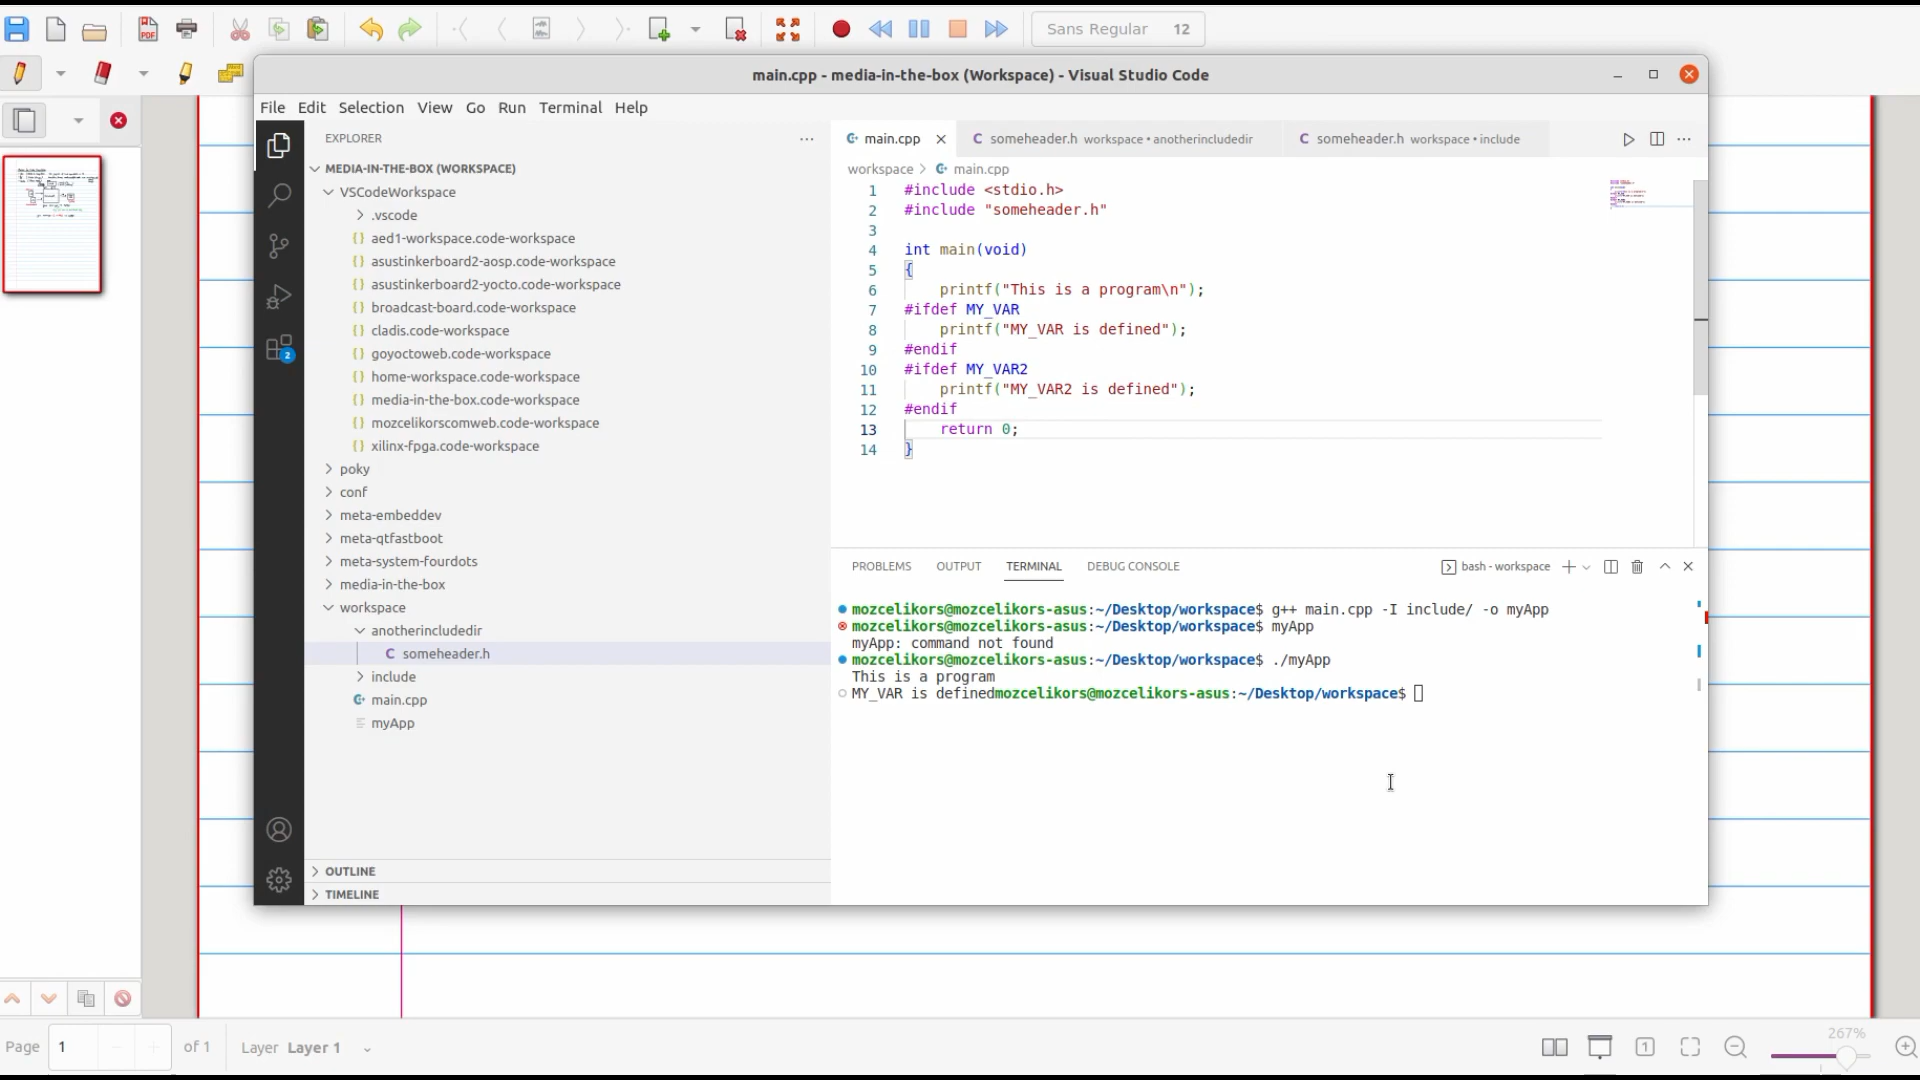 Sans Regular 12
main.cpp - media-in-the-box (Workspace) - Visual Studio Code
File Edit Selection View Go Run Terminal Help
EXPLORER
MEDIA-IN-THE-BOX (WORKSPACE)
VSCodeWorkspace
.vscode
aed1-workspace.code-workspace
asustinkerboard2-aosp.code-workspace
asustinkerboard2-yocto.code-workspace
broadcast-board.code-workspace
cladis.code-workspace
goyoctoweb.code-workspace
home-workspace.code-workspace
media-in-the-box.code-workspace
mozcelikorscomweb.code-workspace
xilinx-fpga.code-workspace
poky
conf
meta-embeddev
meta-qtfastboot
meta-system-fourdots
media-in-the-box
workspace
anotherincludedir
C someheader.h
include
main.cpp
myApp
OUTLINE
TIMELINE
2
main.cpp C someheader.h workspace • anotherincludedir C someheader.h workspace • include
workspace > main.cpp
1 #include <stdio.h>
2 #include "someheader.h"
3
4 int main(void)
5 {
6 printf("This is a program\n");
7 #ifdef MY_VAR
8 printf("MY_VAR is defined");
9 #endif
10 #ifdef MY_VAR2
11 printf("MY_VAR2 is defined");
12 #endif
13 return 0;
14 }
PROBLEMS OUTPUT TERMINAL DEBUG CONSOLE bash - workspace
mozcelikors@mozcelikors-asus:~/Desktop/workspace$ g++ main.cpp -I include/ -o myApp
mozcelikors@mozcelikors-asus:~/Desktop/workspace$ myApp
myApp: command not found
mozcelikors@mozcelikors-asus:~/Desktop/workspace$ ./myApp
This is a program
MY_VAR is definedmozcelikors@mozcelikors-asus:~/Desktop/workspace$
Page 1 of 1 Layer Layer 1
1
267%